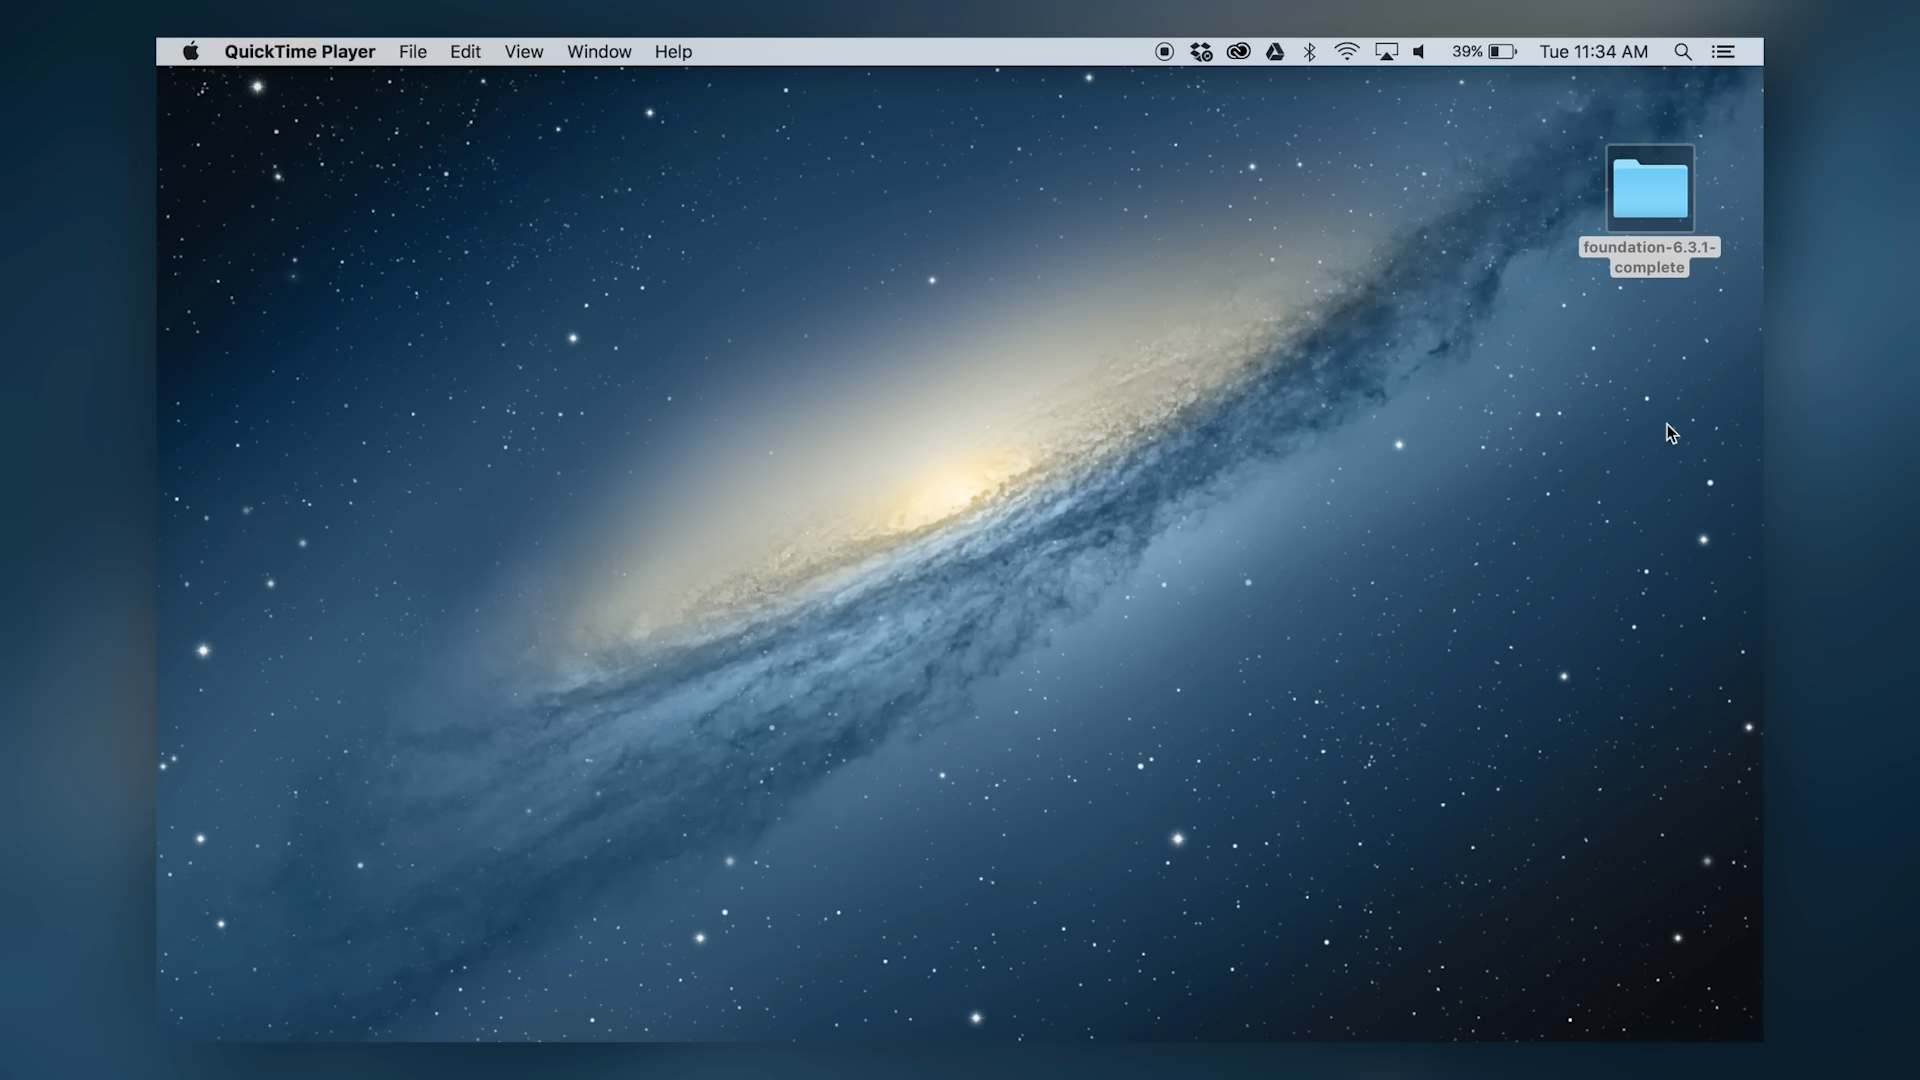 QuickTime Player File Edit View Window Help 39% Tue 11:34 AM
foundation-6.3.1-
complete